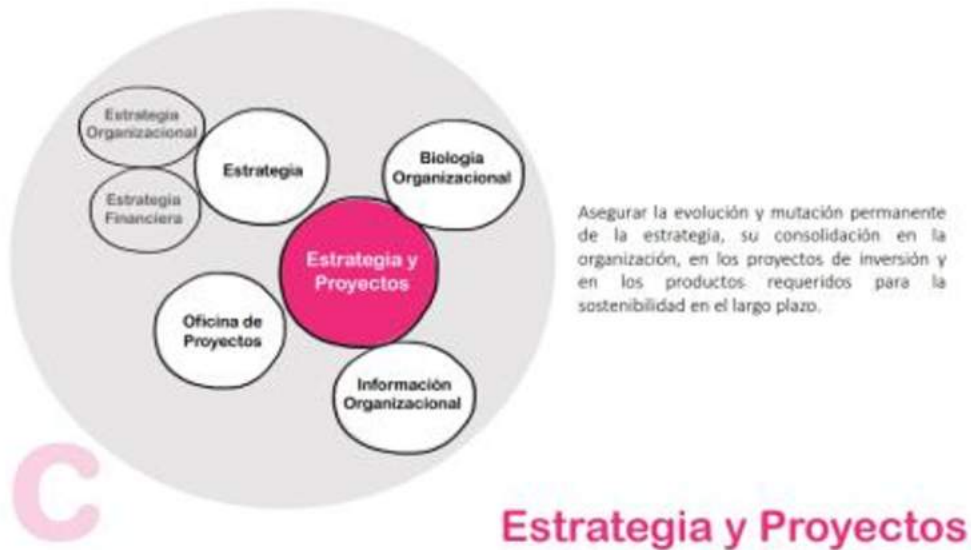 Estrategia
Organizacional
Estrategia
Financiera
Estrategia
Biología
Organizacional
Estrategia y
Proyectos
Oficina de
Proyectos
Información
Organizacional
Asegurar la evolución y mutación permanente
de la estrategia, su consolidación en la
organización, en los proyectos de inversión y
en los productos requeridos para la
sostenibilidad en el largo plazo.
C
Estrategia y Proyectos